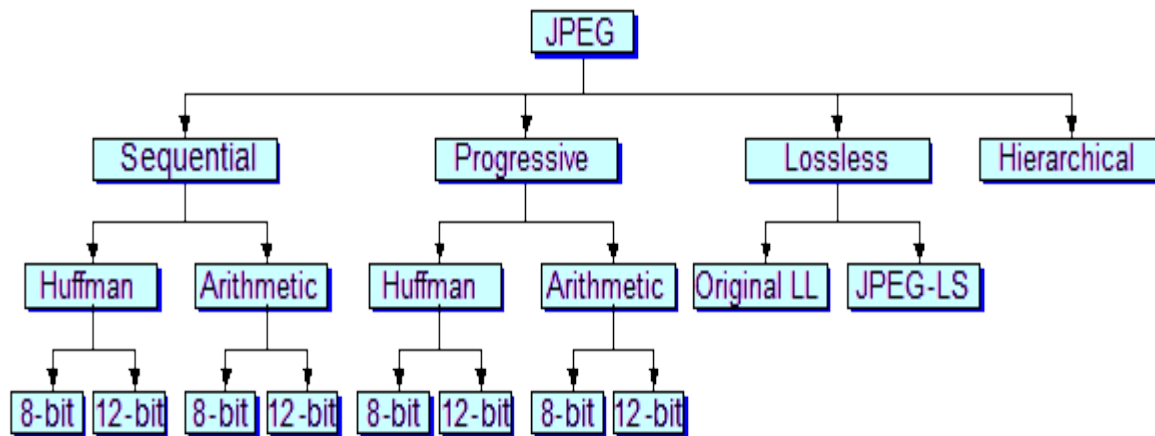 JPEG
Sequential Progressive Lossless Hierarchical
Huffman Arithmetic Huffman Arithmetic Original LL JPEG-LS
8-bit 12-bit 8-bit 12-bit 8-bit 12-bit 8-bit 12-bit